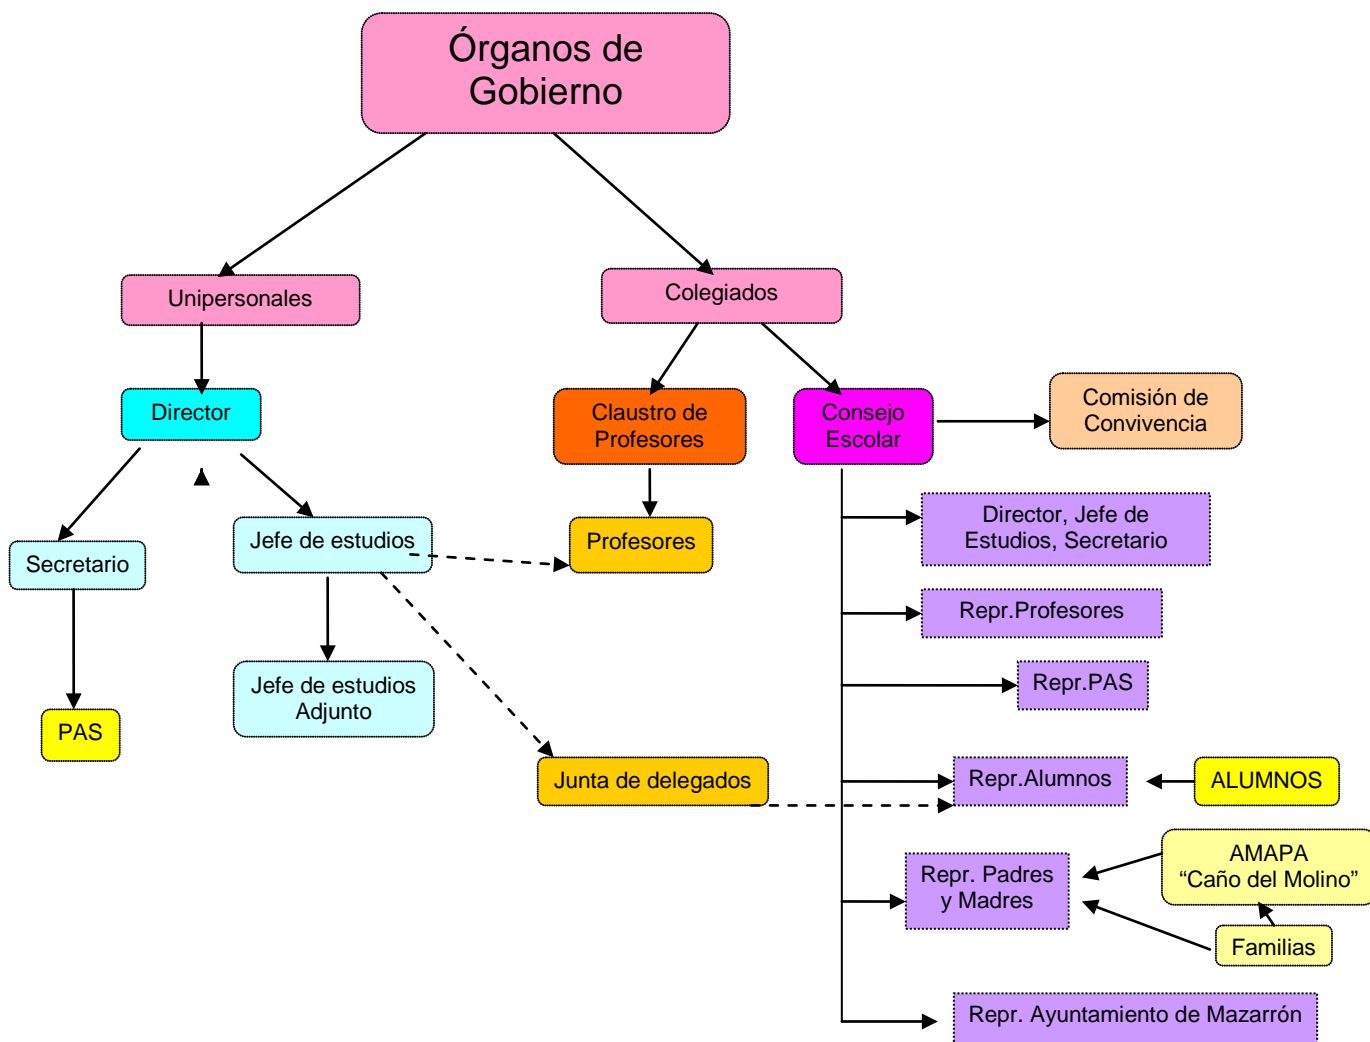 Órganos de
Gobierno
Unipersonales
Colegiados
Director
Claustro de
Profesores
Consejo
Escolar
Comisión de
Convivencia
Director, Jefe de
Estudios, Secretario
Secretario
Jefe de estudios
Profesores
Repr.Profesores
Jefe de estudios
Adjunto
Repr.PAS
PAS
Junta de delegados
Repr.Alumnos
ALUMNOS
Repr. Padres
y Madres
AMAPA
“Caño del Molino”
Familias
Repr. Ayuntamiento de Mazarrón